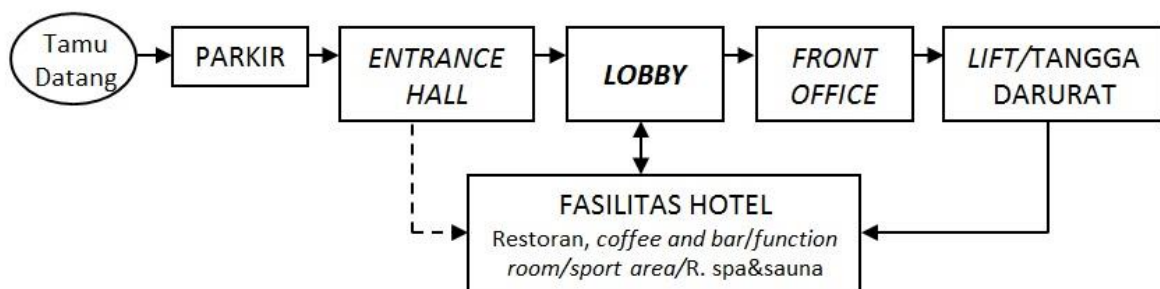 Tamu
Datang
PARKIR
ENTRANCE
HALL
LOBBY
FRONT
OFFICE
LIFT/TANGGA
DARURAT
FASILITAS HOTEL
Restoran, coffee and bar/function
room/sport area/R. spa&sauna